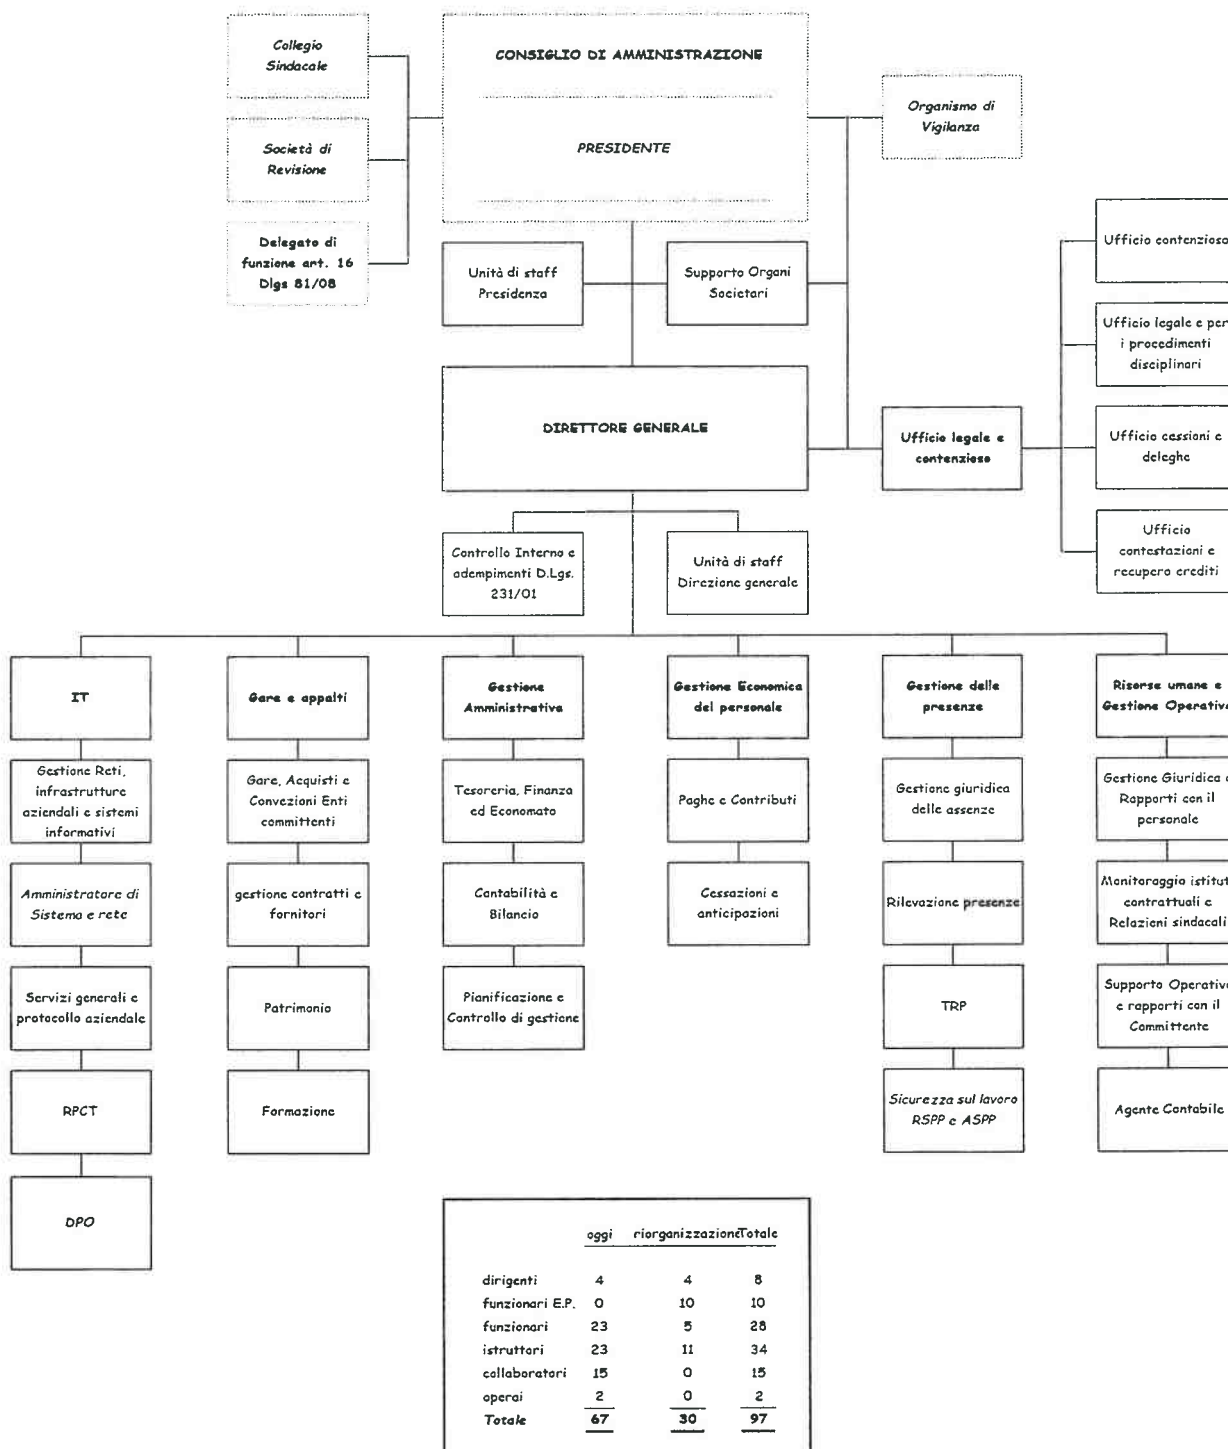 Collegio
Sindacale
CONSIGLIO DI AMMINISTRAZIONE
PRESIDENTE
Organismo di
Vigilanza
Società di
Revisione
Delegato di
funzione art. 16
Dlgs 81/08
Unità di staff
Presidenza
Supporto Organi
Societari
Ufficio contenzioso
Ufficio legale e per
i procedimenti
disciplinari
DIRETTORE GENERALE
Ufficio legale e
contenzioso
Ufficio cessioni e
deleghe
Ufficio
contestazioni e
recupero crediti
Controllo Interno e
adempimenti D.Lgs.
231/01
Unità di staff
Direzione generale
IT
Gare e appalti
Gestione
Amministrativa
Gestione Economica
del personale
Gestione delle
presenze
Risorse umane e
Gestione Operativa
Gestione Reti,
infrastrutture
aziendali e sistemi
informativi
Gare, Acquisti e
Convezioni Enti
committenti
Tesoreria, Finanza
ed Economato
Paghe e Contributi
Gestione giuridica
delle assenze
Gestione Giuridica e
Rapporti con il
personale
Amministratore di
Sistema e rete
gestione contratti e
fornitori
Contabilità e
Bilancio
Cessazioni e
anticipazioni
Rilevazione presenze
Monitoraggio istituti
contrattuali e
Relazioni sindacali
Servizi generali e
protocollo aziendale
Patrimonio
Pianificazione e
Controllo di gestione
TRP
Supporto Operativo
e rapporti con il
Committente
RPCT
Formazione
Sicurezza sul lavoro
RSPP e ASPP
Agente Contabile
DPO
oggi riorganizzazione Totale
dirigenti 4 4 8
funzionari E.P. 0 10 10
funzionari 23 5 28
istruttori 23 11 34
collaboratori 15 0 15
operai 2 0 2
Totale 67 30 97